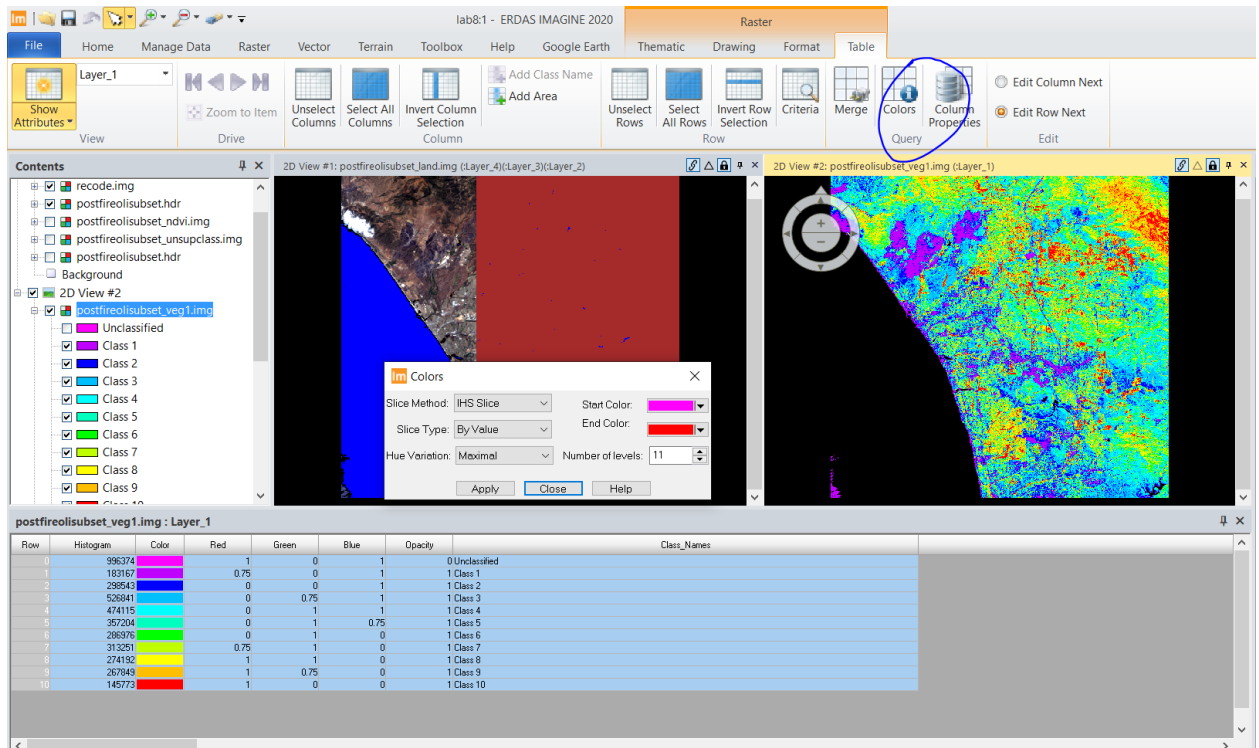 lab8:1 - ERDAS IMAGINE 2020
Raster
File Home Manage Data Raster Vector Terrain Toolbox Help Google Earth Thematic Drawing Format Table
Show Attributes
Layer_1
Zoom to Item
Unselect Columns
Select All Columns
Invert Column Selection
Add Class Name
Add Area
Unselect Rows
Select All Rows
Invert Row Selection
Criteria
Merge
Colors
Column Properties
Edit Column Next
Edit Row Next
View Drive Column Row Query Edit
Contents
recode.img
postfireolisubset.hdr
postfireolisubset_ndvi.img
postfireolisubset_unsupclass.img
postfireolisubset.hdr
Background
2D View #2
postfireolisubset_veg1.img
Unclassified
Class 1
Class 2
Class 3
Class 4
Class 5
Class 6
Class 7
Class 8
Class 9
Class 10
2D View #1: postfireolisubset_land.img (:Layer_4)(:Layer_3)(:Layer_2)
2D View #2: postfireolisubset_veg1.img (:Layer_1)
Im Colors
Slice Method: IHS Slice Start Color:
Slice Type: By Value End Color:
Hue Variation: Maximal Number of levels: 11
Apply Close Help
postfireolisubset_veg1.img : Layer_1
Row Histogram Color Red Green Blue Opacity Class_Names
0 996374 1 0 1 0 Unclassified
1 183167 0.75 0 1 1 Class 1
2 298543 0 0 1 1 Class 2
3 526841 0 0.75 1 1 Class 3
4 474115 0 1 1 1 Class 4
5 357204 0 1 0.75 1 Class 5
6 286976 0 1 0 1 Class 6
7 313251 0.75 1 0 1 Class 7
8 274192 1 1 0 1 Class 8
9 267849 1 0.75 0 1 Class 9
10 145773 1 0 0 1 Class 10